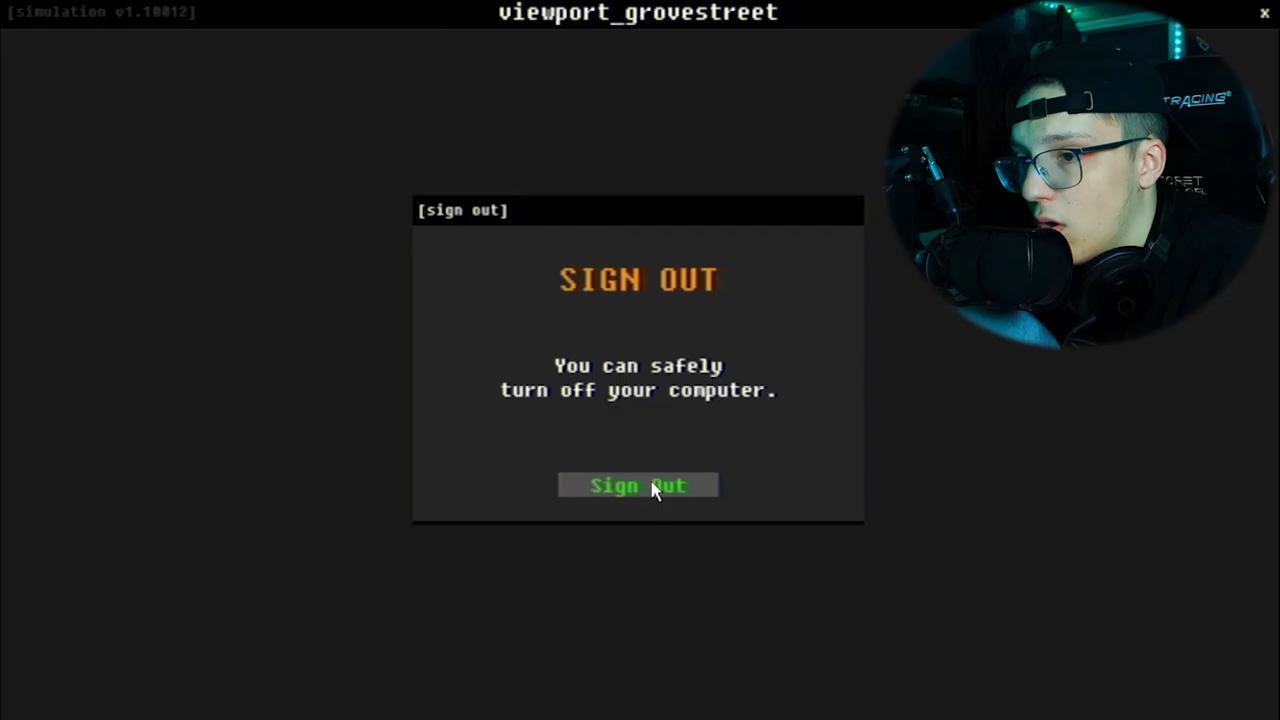 [simulation v1.10012]
viewport_grovestreet
x
TRACING®
[sign out]
SIGN OUT
You can safely
turn off your computer.
Sign Out